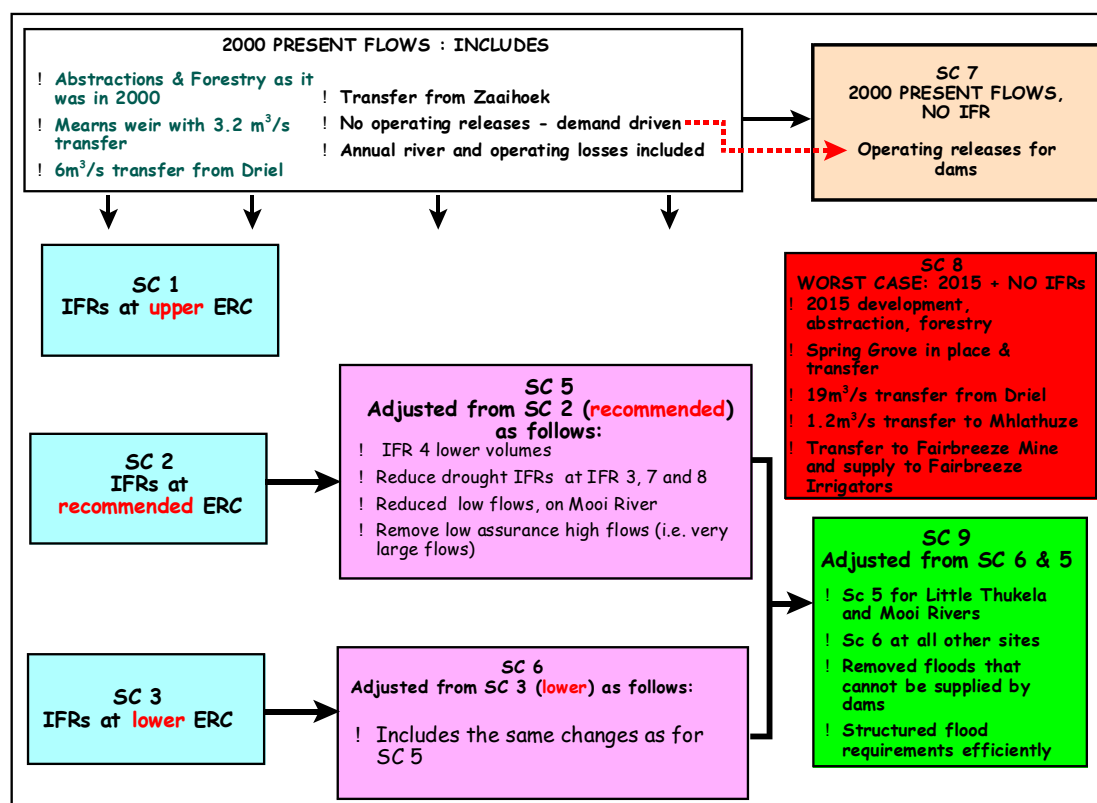 2000 PRESENT FLOWS : INCLUDES
! Abstractions & Forestry as it
was in 2000
! Mearns weir with 3.2 m³/s
transfer
! 6m³/s transfer from Driel
! Transfer from Zaaihoek
! No operating releases - demand driven
! Annual river and operating losses included
SC 7
2000 PRESENT FLOWS,
NO IFR
Operating releases for
dams
SC 1
IFRs at upper ERC
SC 8
WORST CASE: 2015 + NO IFRs
! 2015 development,
abstraction, forestry
! Spring Grove in place &
transfer
! 19m³/s transfer from Driel
! 1.2m³/s transfer to Mhlathuze
! Transfer to Fairbreeze Mine
and supply to Fairbreeze
Irrigators
SC 2
IFRs at
recommended ERC
SC 5
Adjusted from SC 2 (recommended)
as follows:
! IFR 4 lower volumes
! Reduce drought IFRs at IFR 3, 7 and 8
! Reduced low flows, on Mooi River
! Remove low assurance high flows (i.e. very
large flows)
SC 9
Adjusted from SC 6 & 5
! Sc 5 for Little Thukela
and Mooi Rivers
! Sc 6 at all other sites
! Removed floods that
cannot be supplied by
dams
! Structured flood
requirements efficiently
SC 3
IFRs at lower ERC
SC 6
Adjusted from SC 3 (lower) as follows:
! Includes the same changes as for
SC 5